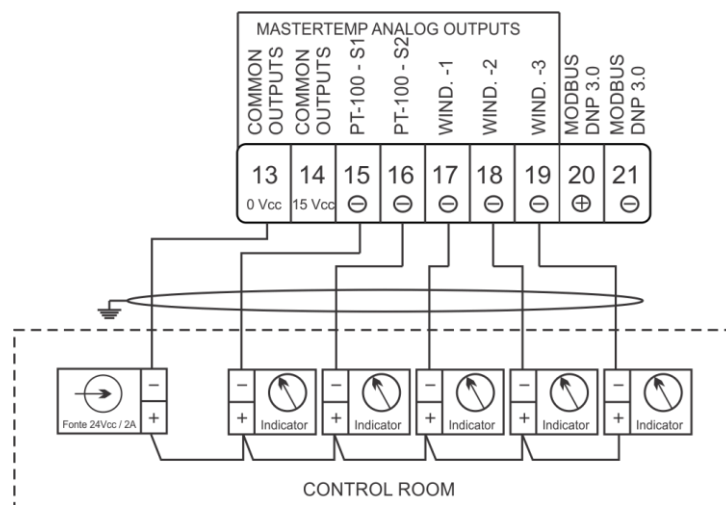 MASTERTEMP ANALOG OUTPUTS
COMMON
OUTPUTS
COMMON
OUTPUTS
PT-100 - S1
PT-100 - S2
WIND. -1
WIND. -2
WIND. -3
MODBUS
DNP 3.0
MODBUS
DNP 3.0
13 14 15 16 17 18 19 20 21
0 Vcc 15 Vcc ⊖ ⊖ ⊖ ⊖ ⊖ ⊕ ⊖
− − − − − −
+ + + + + +
Fonte 24Vcc / 2A Indicator Indicator Indicator Indicator Indicator
CONTROL ROOM